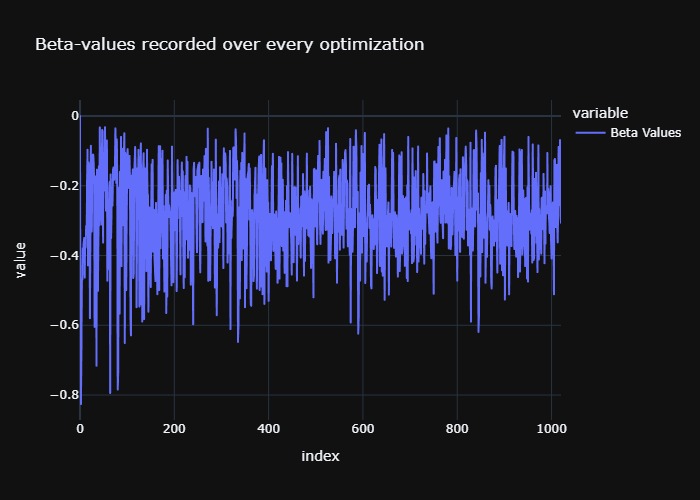 Beta-values recorded over every optimization
variable
Beta Values
value
0
−0.2
−0.4
−0.6
−0.8
0 200 400 600 800 1000
index